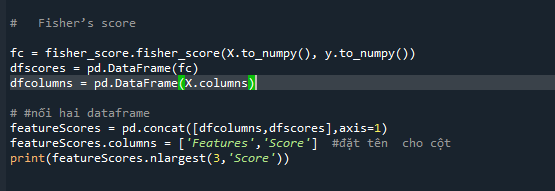 #   Fisher’s score
fc = fisher_score.fisher_score(X.to_numpy(), y.to_numpy())
dfscores = pd.DataFrame(fc)
dfcolumns = pd.DataFrame(X.columns)
# #nối hai dataframe
featureScores = pd.concat([dfcolumns,dfscores],axis=1)
featureScores.columns = ['Features','Score']  #đặt tên  cho cột
print(featureScores.nlargest(3,'Score'))